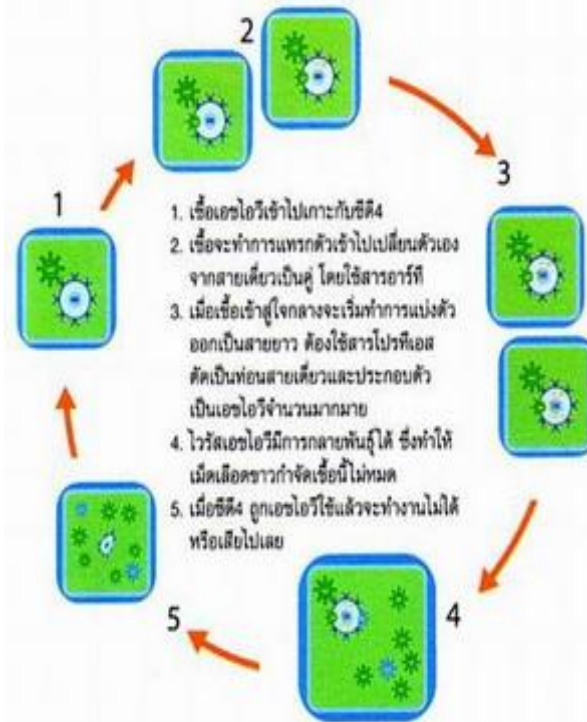 2
3
1
1. เชื้อเอชไอวีเข้าไปเกาะกับซีดี4
2. เชื้อจะทำการแทรกตัวเข้าไปเปลี่ยนตัวเอง
จากสายเดี่ยวเป็นคู่ โดยใช้สารอาร์ที
3. เมื่อเชื้อเข้าสู่ใจกลางจะเริ่มทำการแบ่งตัว
ออกเป็นสายยาว ต้องใช้สารโปรทีเอส
ตัดเป็นท่อนสายเดี่ยวและประกอบตัว
เป็นเอชไอวีจำนวนมากมาย
4. ไวรัสเอชไอวีมีการกลายพันธุ์ได้ ซึ่งทำให้
เม็ดเลือดขาวกำจัดเชื้อนี้ไม่หมด
5. เมื่อซีดี4 ถูกเอชไอวีใช้แล้วจะทำงานไม่ได้
หรือเสียไปเลย
5
4